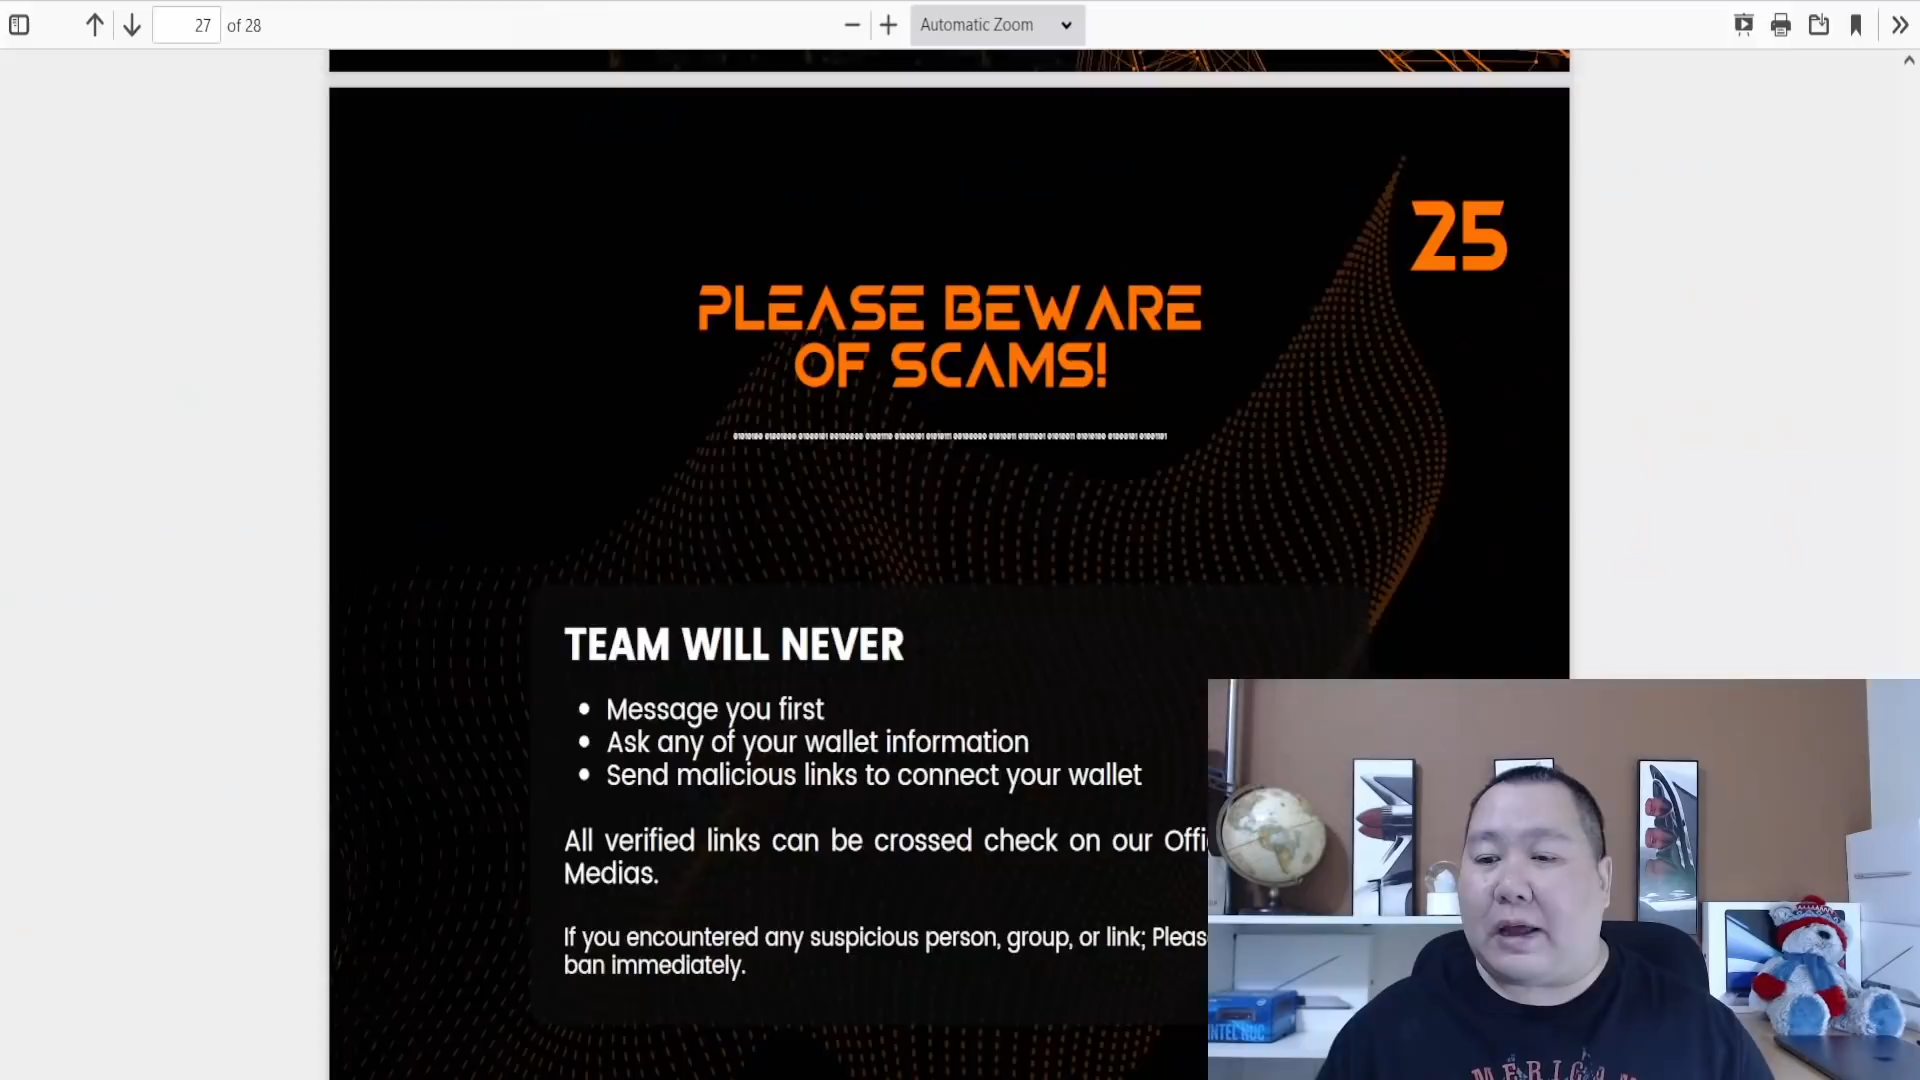 27 of 28
Automatic Zoom
25
PLEASE BEWARE
OF SCAMS!
TEAM WILL NEVER
• Message you first
• Ask any of your wallet information
• Send malicious links to connect your wallet
All verified links can be crossed check on our Offi
Medias.
If you encountered any suspicious person, group, or link; Pleas
ban immediately.
INTEL NUC